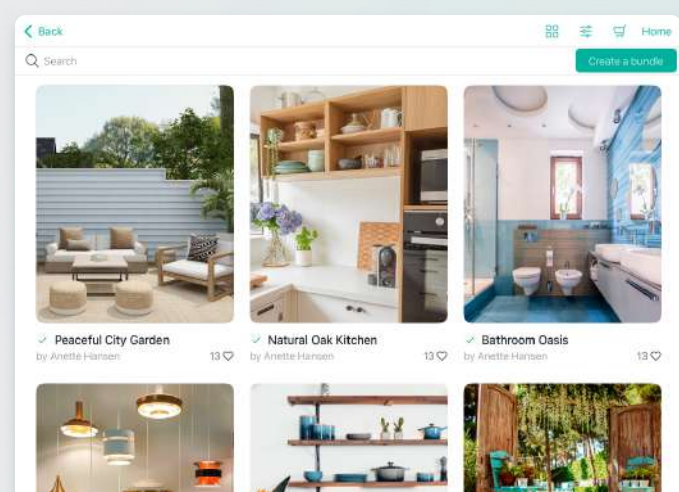 Back
Home
Search
Create a bundle
Peaceful City Garden
by Anette Hansen
13
Natural Oak Kitchen
by Anette Hansen
13
Bathroom Oasis
by Anette Hansen
13